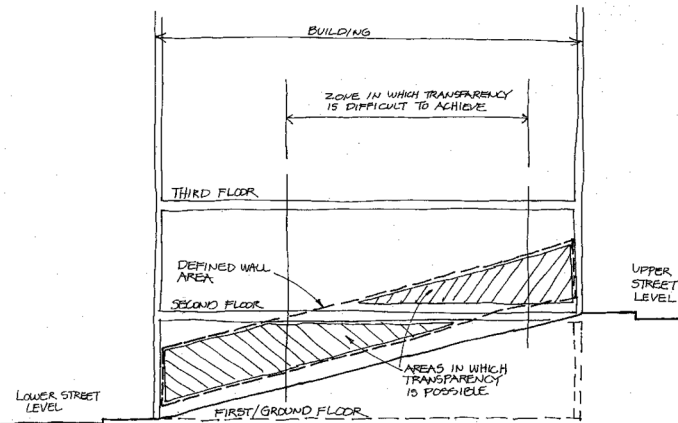 BUILDING
ZONE IN WHICH TRANSPARENCY
IS DIFFICULT TO ACHIEVE
THIRD FLOOR
DEFINED WALL
AREA
UPPER
STREET
LEVEL
SECOND FLOOR
AREAS IN WHICH
TRANSPARENCY
IS POSSIBLE
LOWER STREET
LEVEL
FIRST/GROUND FLOOR